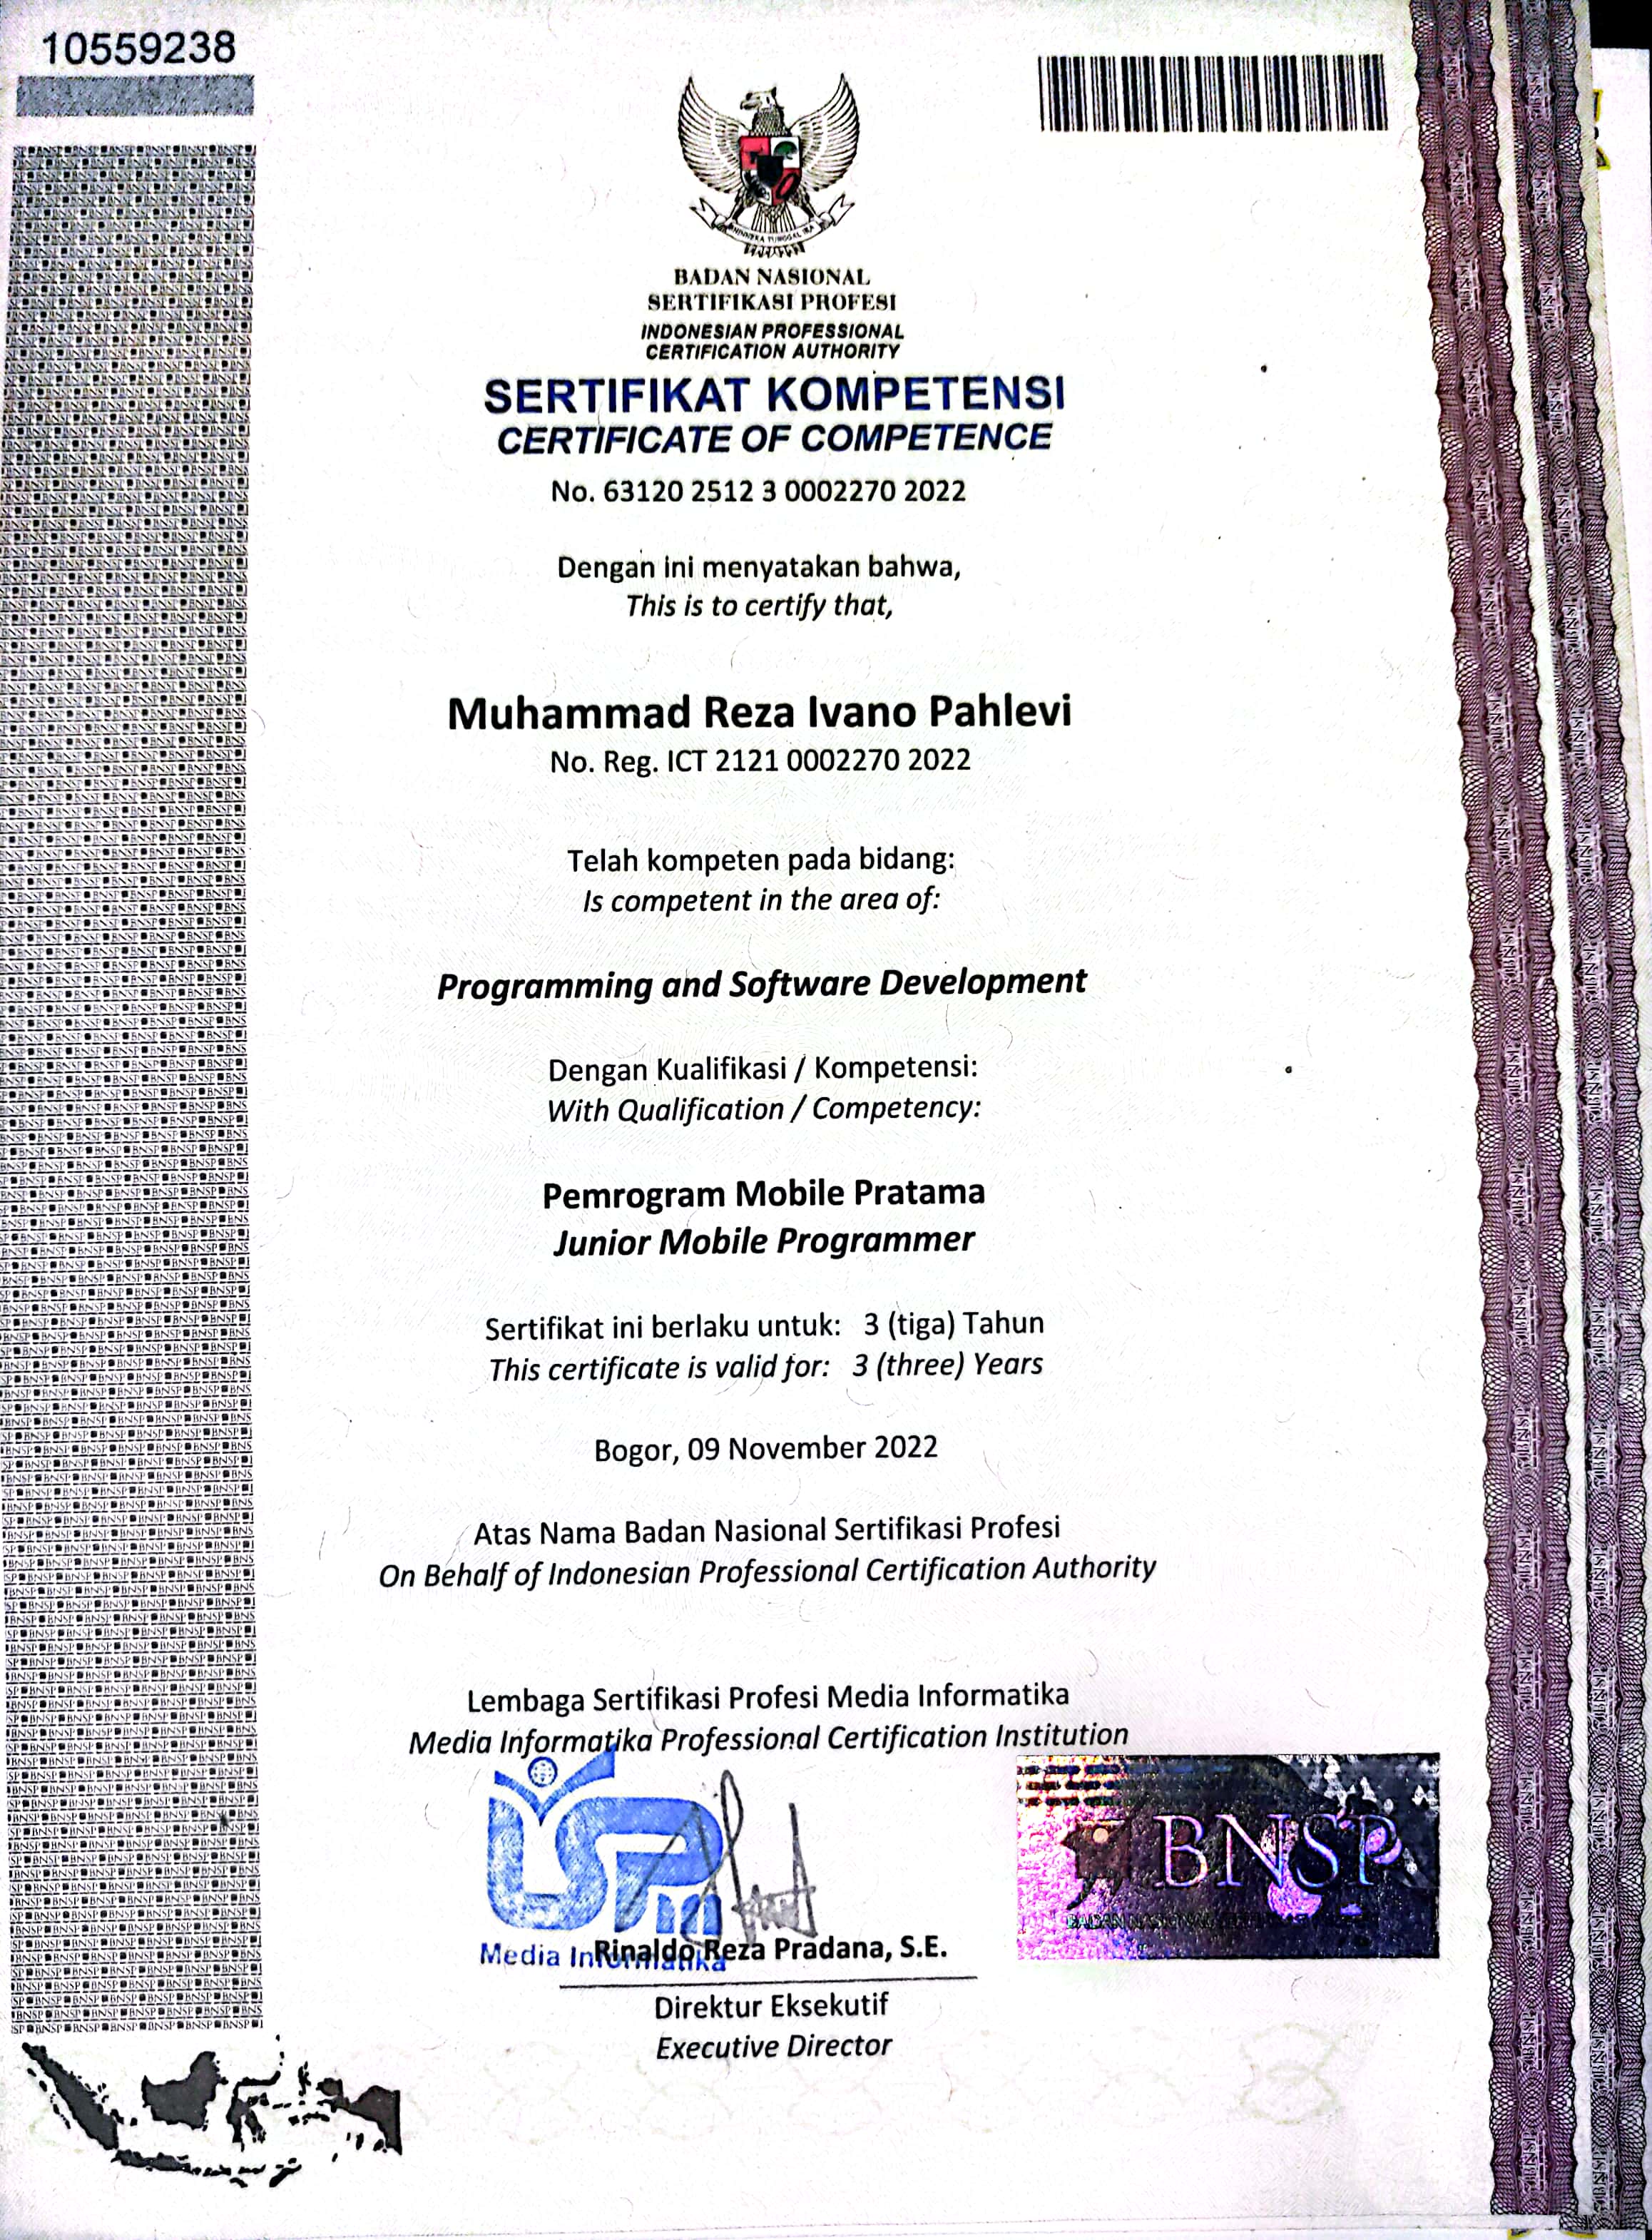 10559238
BHINNEKA TUNGGAL IKA
BADAN NASIONAL
SERTIFIKASI PROFESI
INDONESIAN PROFESSIONAL
CERTIFICATION AUTHORITY
SERTIFIKAT KOMPETENSI
CERTIFICATE OF COMPETENCE
No. 63120 2512 3 0002270 2022
Dengan ini menyatakan bahwa,
This is to certify that,
Muhammad Reza Ivano Pahlevi
No. Reg. ICT 2121 0002270 2022
Telah kompeten pada bidang:
Is competent in the area of:
Programming and Software Development
Dengan Kualifikasi / Kompetensi:
With Qualification / Competency:
Pemrogram Mobile Pratama
Junior Mobile Programmer
Sertifikat ini berlaku untuk: 3 (tiga) Tahun
This certificate is valid for: 3 (three) Years
Bogor, 09 November 2022
Atas Nama Badan Nasional Sertifikasi Profesi
On Behalf of Indonesian Professional Certification Authority
Lembaga Sertifikasi Profesi Media Informatika
Media Informatika Professional Certification Institution
LSP mi
BNSP
Media Informatika
Rinaldo Reza Pradana, S.E.
Direktur Eksekutif
Executive Director